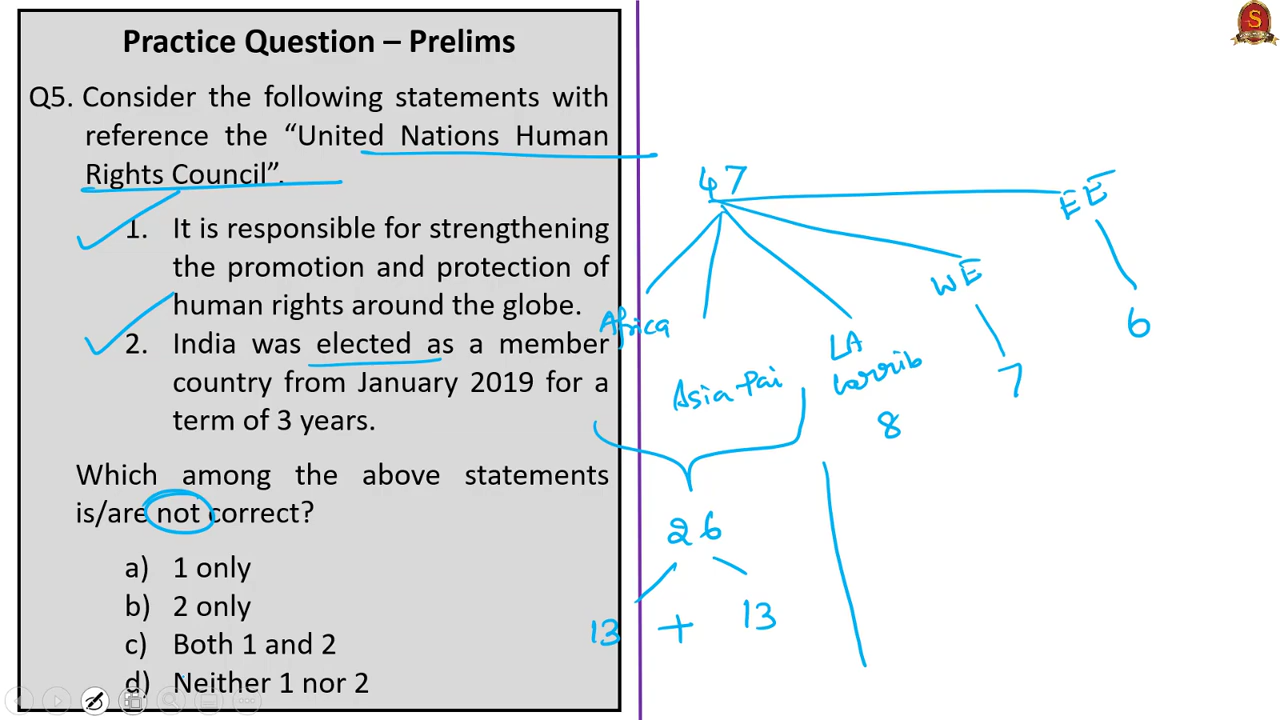 Practice Question – Prelims
Q5. Consider the following statements with
reference the “United Nations Human
Rights Council”.
1. It is responsible for strengthening
the promotion and protection of
human rights around the globe.
2. India was elected as a member
country from January 2019 for a
term of 3 years.
Which among the above statements
is/are not correct?
a) 1 only
b) 2 only
c) Both 1 and 2
d) Neither 1 nor 2
47
EE
WE
Africa
LA
Carrib
Asia Pai
6
7
8
26
13 + 13